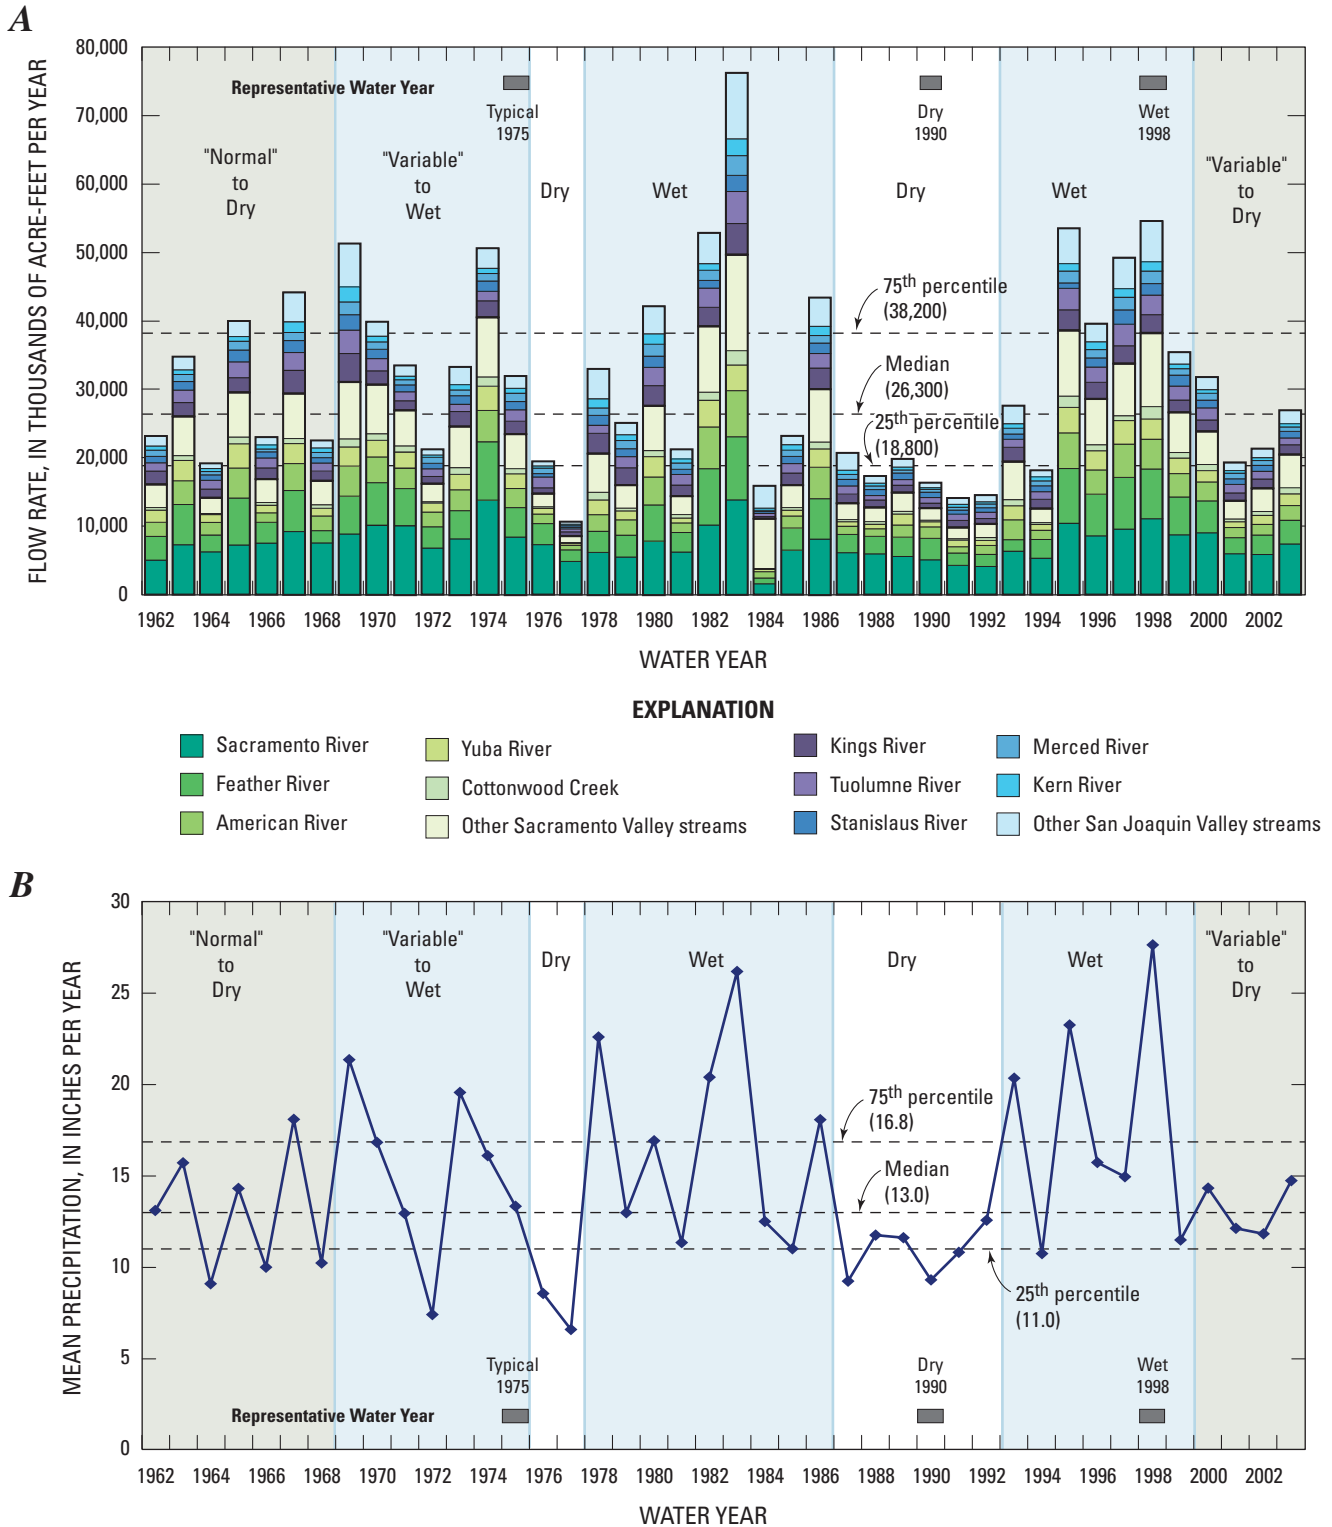 A
FLOW RATE, IN THOUSANDS OF ACRE-FEET PER YEAR
80,000
70,000
60,000
50,000
40,000
30,000
20,000
10,000
0
Representative Water Year
Typical
1975
Dry
1990
Wet
1998
"Normal"
to
Dry
"Variable"
to
Wet
Dry
Wet
Dry
Wet
"Variable"
to
Dry
75th percentile
(38,200)
Median
(26,300)
25th percentile
(18,800)
1962 1964 1966 1968 1970 1972 1974 1976 1978 1980 1982 1984 1986 1988 1990 1992 1994 1996 1998 2000 2002
WATER YEAR
EXPLANATION
Sacramento River
Feather River
American River
Yuba River
Cottonwood Creek
Other Sacramento Valley streams
Kings River
Tuolumne River
Stanislaus River
Merced River
Kern River
Other San Joaquin Valley streams
B
MEAN PRECIPITATION, IN INCHES PER YEAR
30
25
20
15
10
5
0
"Normal"
to
Dry
"Variable"
to
Wet
Dry
Wet
Dry
Wet
"Variable"
to
Dry
75th percentile
(16.8)
Median
(13.0)
25th percentile
(11.0)
Typical
1975
Dry
1990
Wet
1998
Representative Water Year
1962 1964 1966 1968 1970 1972 1974 1976 1978 1980 1982 1984 1986 1988 1990 1992 1994 1996 1998 2000 2002
WATER YEAR